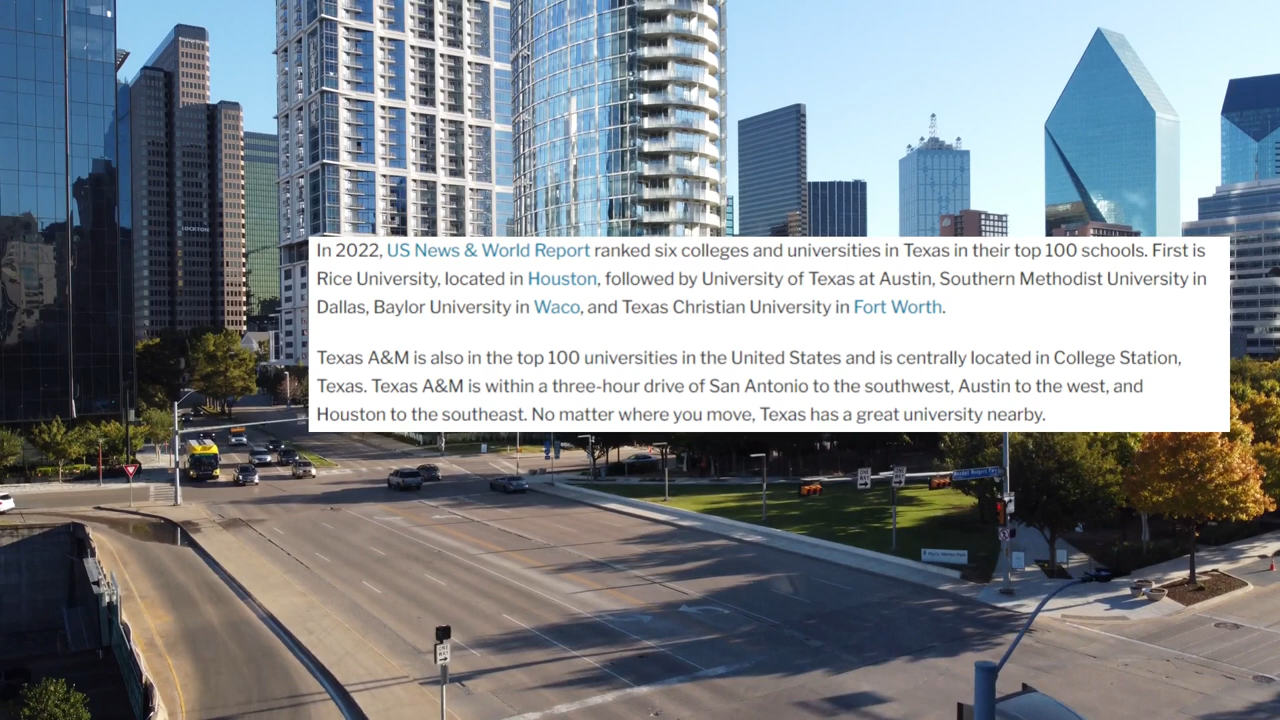 LOCKTON
In 2022, US News & World Report ranked six colleges and universities in Texas in their top 100 schools. First is
Rice University, located in Houston, followed by University of Texas at Austin, Southern Methodist University in
Dallas, Baylor University in Waco, and Texas Christian University in Fort Worth.
Texas A&M is also in the top 100 universities in the United States and is centrally located in College Station,
Texas. Texas A&M is within a three-hour drive of San Antonio to the southwest, Austin to the west, and
Houston to the southeast. No matter where you move, Texas has a great university nearby.
ONE WAY
ONE WAY
ONE
WAY